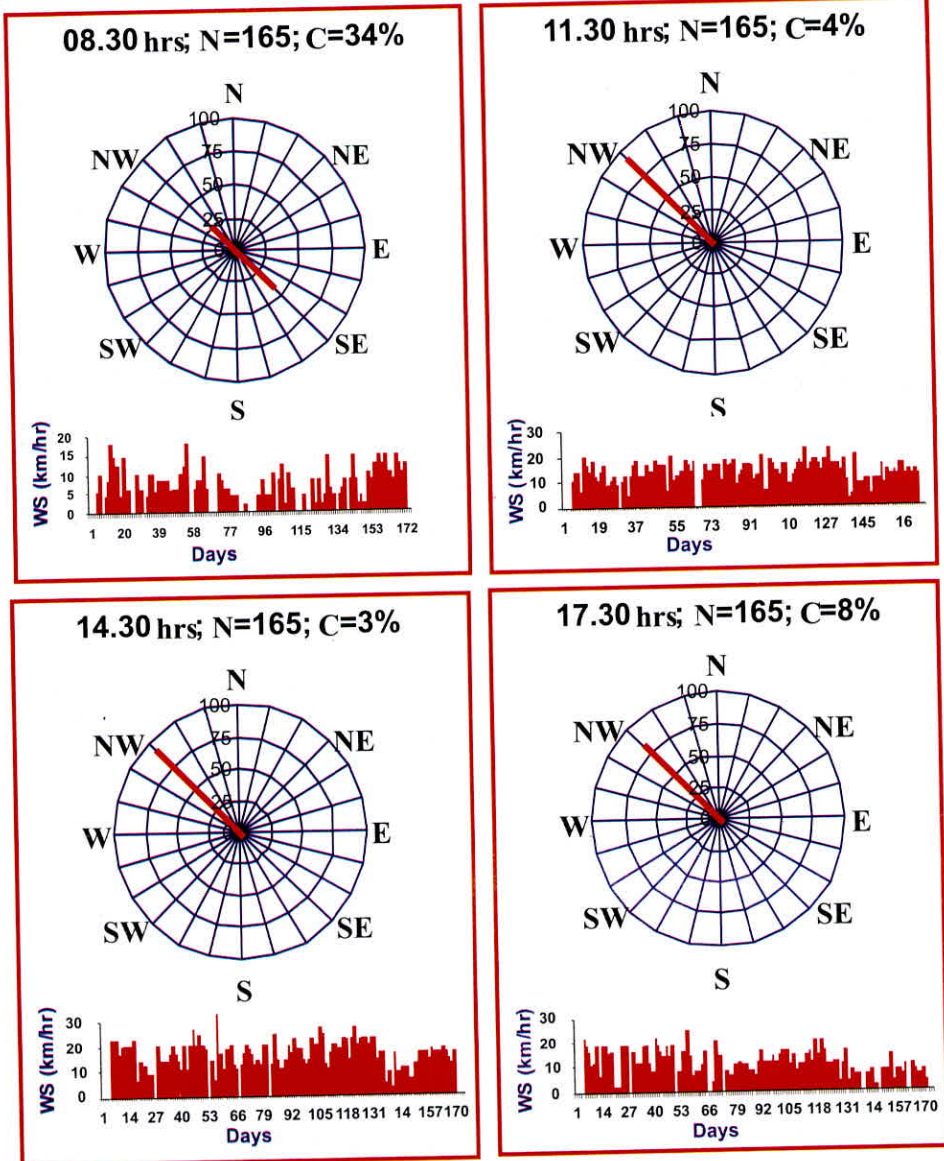 08.30 hrs; N=165; C=34%
N
100
NW
NE
75
50
25
0
W
E
SW
SE
S
WS (km/hr)
20
15
10
5
0
1 20 39 58 77 96 115 134 153 172
Days
11.30 hrs; N=165; C=4%
N
100
NW
NE
75
50
25
0
W
E
SW
SE
S
WS (km/hr)
30
20
10
0
1 19 37 55 73 91 10 127 145 16
Days
14.30 hrs; N=165; C=3%
N
100
NW
NE
75
50
25
W
E
SW
SE
S
WS (km/hr)
30
20
10
0
1 14 27 40 53 66 79 92 105 118 131 14 157 170
Days
17.30 hrs; N=165; C=8%
N
100
NW
NE
75
50
25
W
E
SW
SE
S
WS (km/hr)
30
20
10
0
1 14 27 40 53 66 79 92 105 118 131 14 157 170
Days